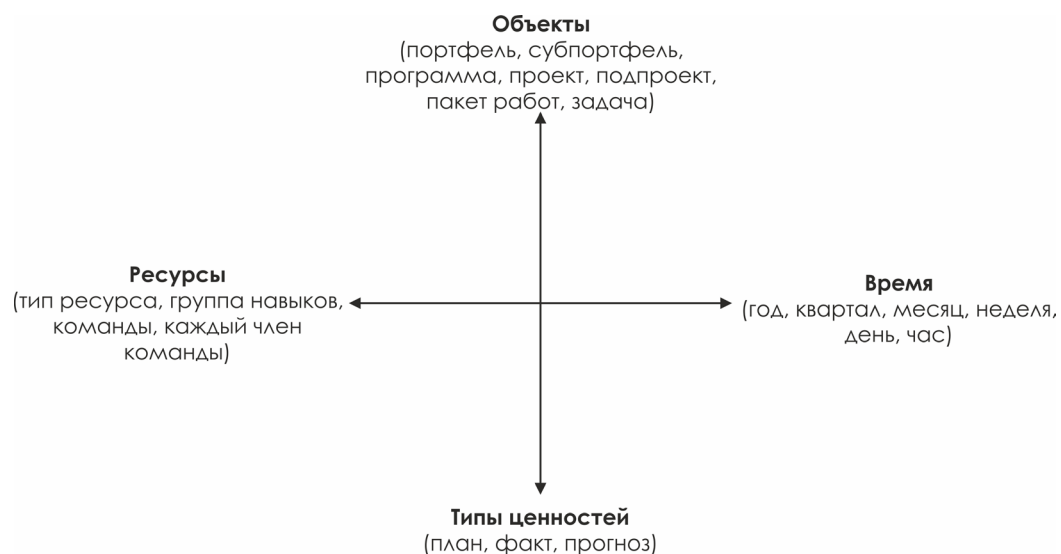 Объекты
(портфель, субпортфель,
программа, проект, подпроект,
пакет работ, задача)
Ресурсы
(тип ресурса, группа навыков,
команды, каждый член
команды)
Время
(год, квартал, месяц, неделя,
день, час)
Типы ценностей
(план, факт, прогноз)